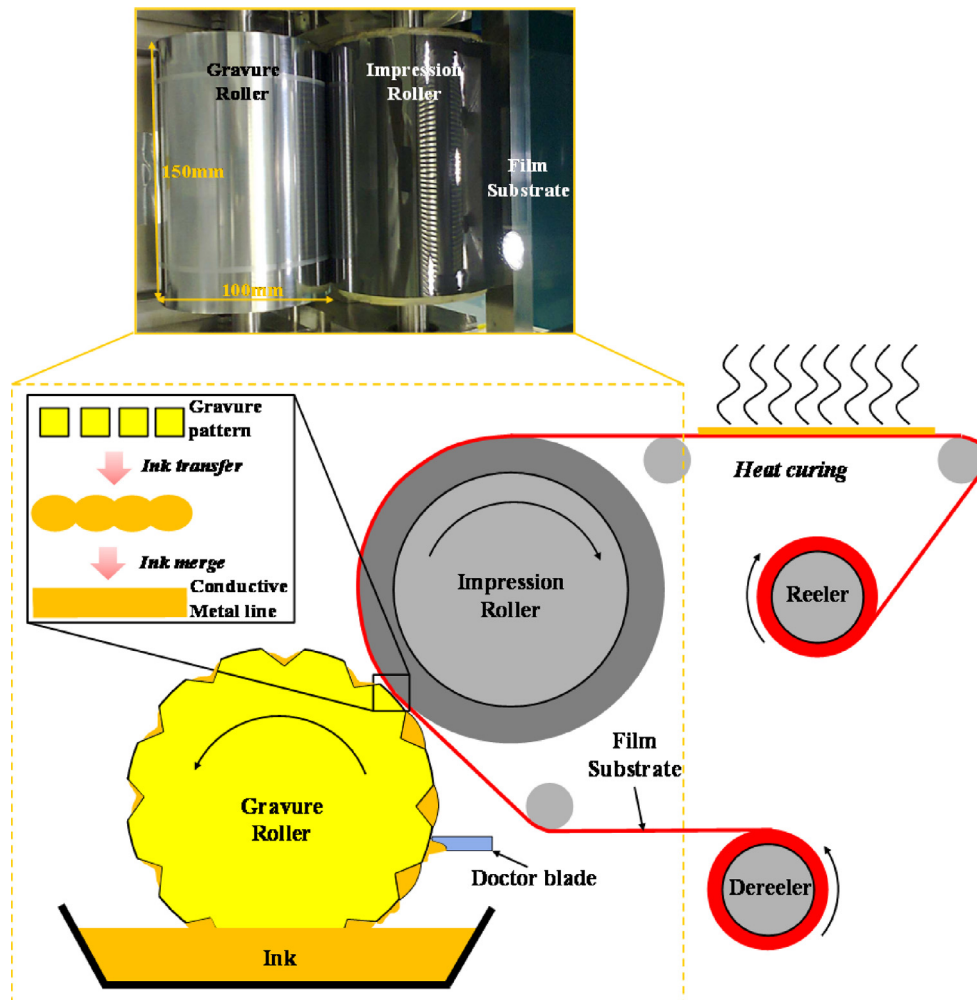 Gravure
Roller
Impression
Roller
150mm
Film
Substrate
100mm
Gravure
pattern
Ink transfer
Ink merge
Conductive
Metal line
Heat curing
Impression
Roller
Reeler
Film
Substrate
Gravure
Roller
Doctor blade
Dereeler
Ink